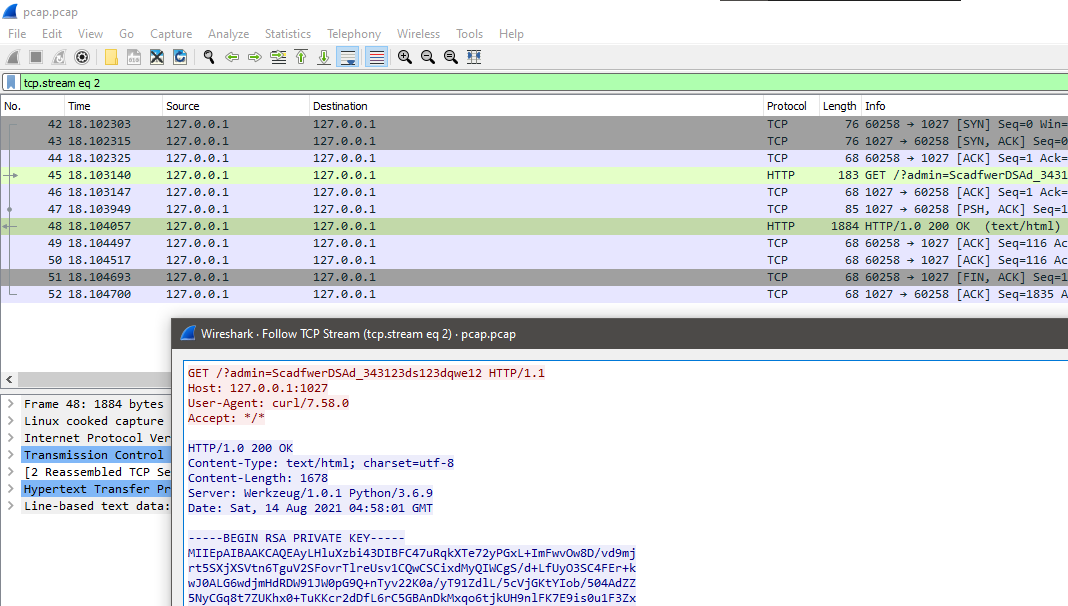 pcap.pcap
File Edit View Go Capture Analyze Statistics Telephony Wireless Tools Help
tcp.stream eq 2
No. Time Source Destination Protocol Length Info
42 18.102303 127.0.0.1 127.0.0.1 TCP 76 60258 → 1027 [SYN] Seq=0 Win=
43 18.102315 127.0.0.1 127.0.0.1 TCP 76 1027 → 60258 [SYN, ACK] Seq=0
44 18.102325 127.0.0.1 127.0.0.1 TCP 68 60258 → 1027 [ACK] Seq=1 Ack=
45 18.103140 127.0.0.1 127.0.0.1 HTTP 183 GET /?admin=ScadfwerDSAd_3431
46 18.103147 127.0.0.1 127.0.0.1 TCP 68 1027 → 60258 [ACK] Seq=1 Ack=
47 18.103949 127.0.0.1 127.0.0.1 TCP 85 1027 → 60258 [PSH, ACK] Seq=1
48 18.104057 127.0.0.1 127.0.0.1 HTTP 1884 HTTP/1.0 200 OK (text/html)
49 18.104497 127.0.0.1 127.0.0.1 TCP 68 60258 → 1027 [ACK] Seq=116 Ac
50 18.104517 127.0.0.1 127.0.0.1 TCP 68 60258 → 1027 [ACK] Seq=116 Ac
51 18.104693 127.0.0.1 127.0.0.1 TCP 68 60258 → 1027 [FIN, ACK] Seq=1
52 18.104700 127.0.0.1 127.0.0.1 TCP 68 1027 → 60258 [ACK] Seq=1835 A
Wireshark · Follow TCP Stream (tcp.stream eq 2) · pcap.pcap
GET /?admin=ScadfwerDSAd_343123ds123dqwe12 HTTP/1.1
Host: 127.0.0.1:1027
User-Agent: curl/7.58.0
Accept: */*
HTTP/1.0 200 OK
Content-Type: text/html; charset=utf-8
Content-Length: 1678
Server: Werkzeug/1.0.1 Python/3.6.9
Date: Sat, 14 Aug 2021 04:58:01 GMT
-----BEGIN RSA PRIVATE KEY-----
MIIEpAIBAAKCAQEAyLHluXzbi43DIBFC47uRqkXTe72yPGxL+ImFwvOw8D/vd9mj
rt5SXjXSVtn6TguV2SFovrTlreUsv1CQwCSCixdMyQIWCgS/d+LfUyO3SC4FEr+k
wJ0ALG6wdjmHdRDW91JW0pG9Q+nTyv22K0a/yT91ZdlL/5cVjGKtYIob/504AdZZ
5NyCGq8t7ZUKhx0+TuKKcr2dDfL6rC5GBAnDkMxqo6tjkUH9nlFK7E9is0u1F3Zx
Frame 48: 1884 bytes
Linux cooked capture
Internet Protocol Ver
Transmission Control
[2 Reassembled TCP Se
Hypertext Transfer Pr
Line-based text data: